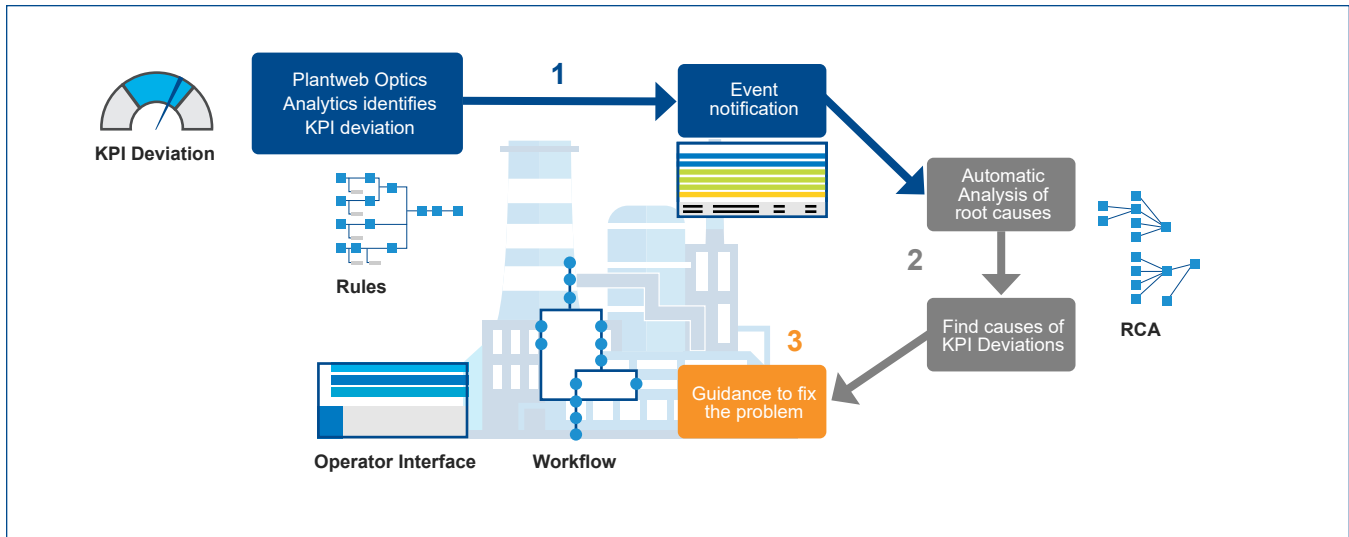 Plantweb Optics
Analytics identifies
KPI deviation
1
Event
notification
KPI Deviation
Automatic
Analysis of
root causes
2
Rules
Find causes of
KPI Deviations
RCA
3
Guidance to fix
the problem
Operator Interface
Workflow